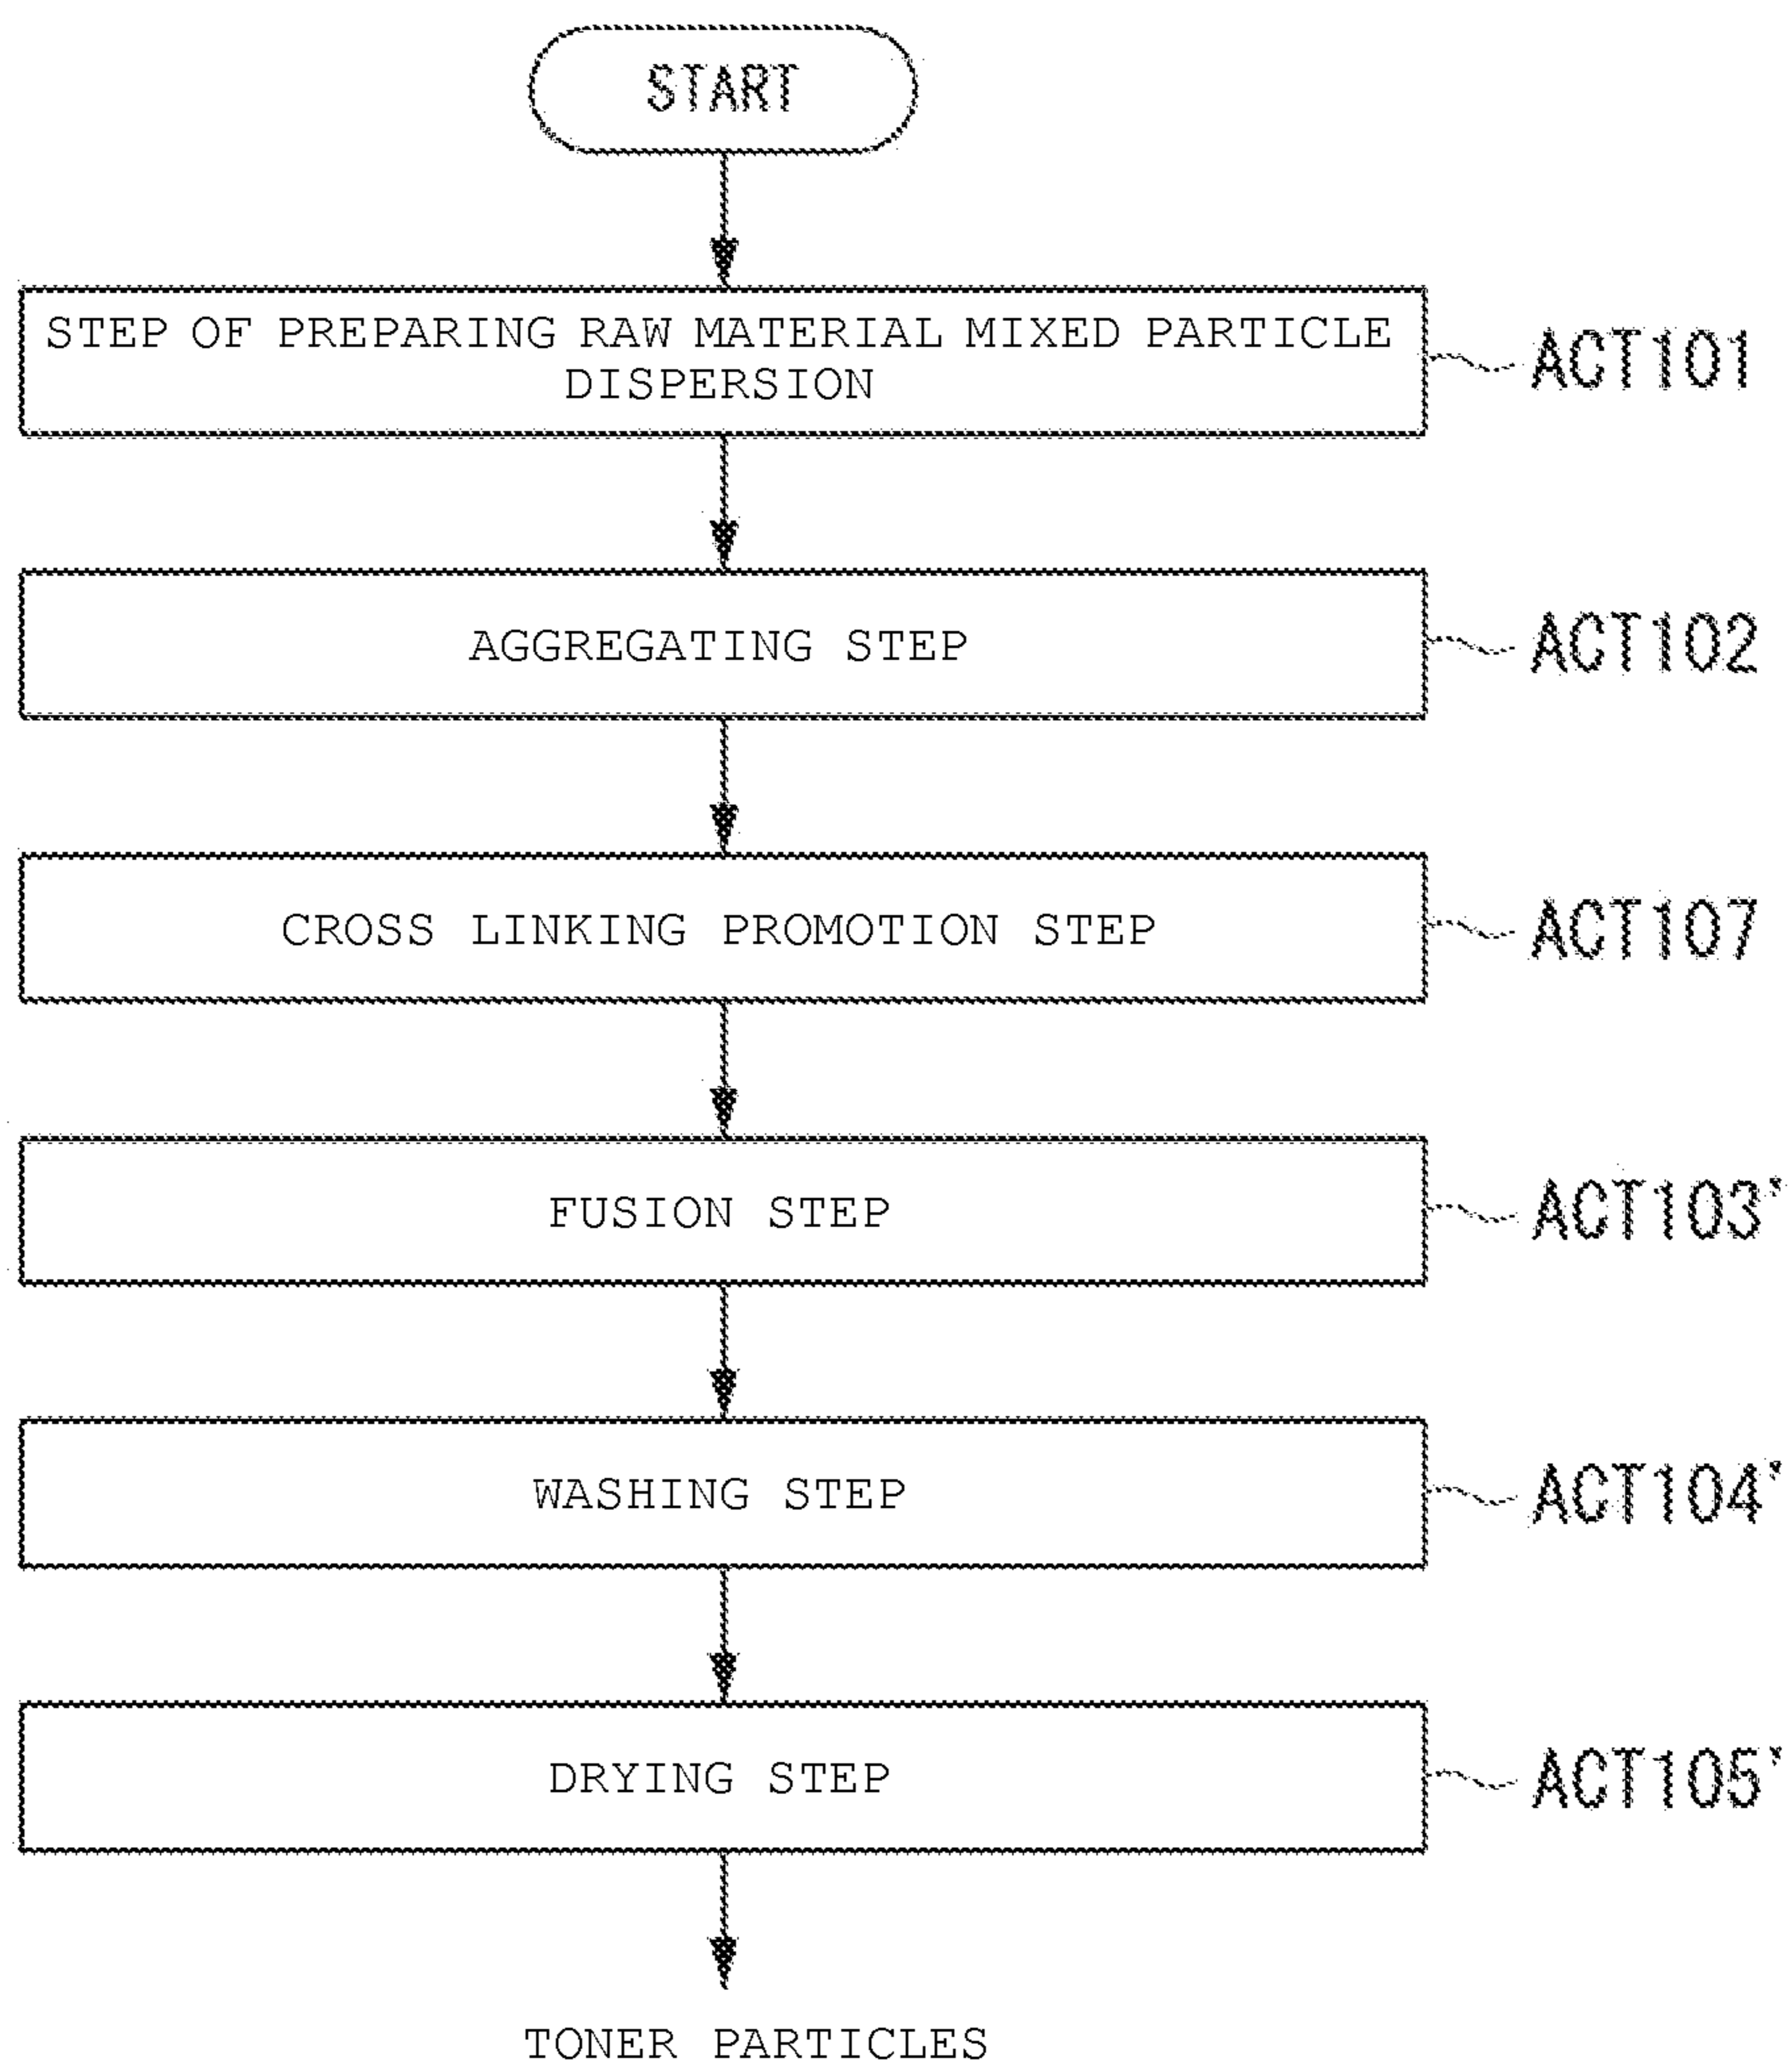 START
STEP OF PREPARING RAW MATERIAL MIXED PARTICLE
DISPERSION
ACT101
AGGREGATING STEP
ACT102
CROSS LINKING PROMOTION STEP
ACT107
FUSION STEP
ACT103'
WASHING STEP
ACT104'
DRYING STEP
ACT105'
TONER PARTICLES